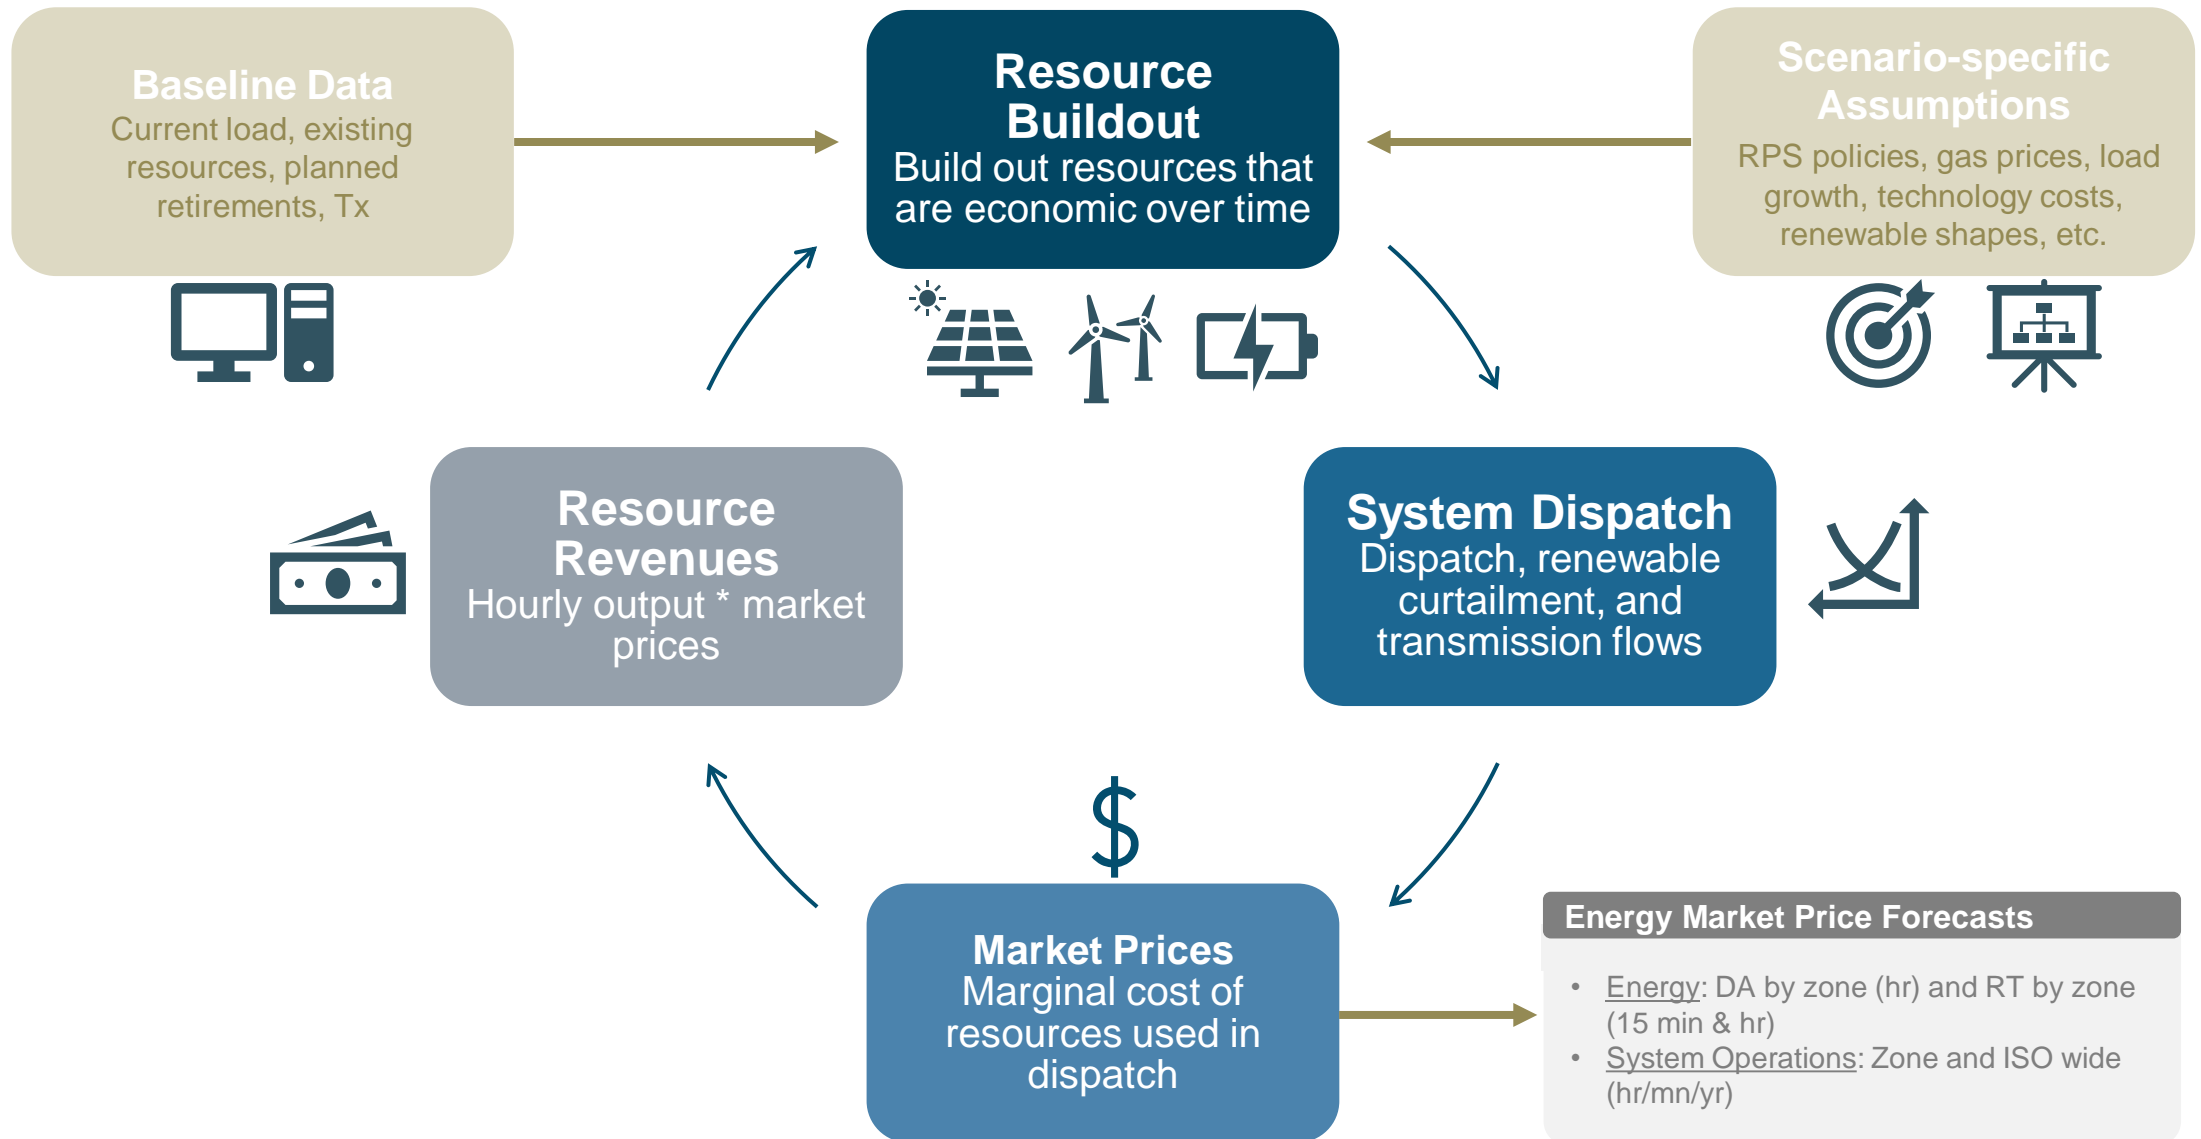 Baseline Data
Current load, existing
resources, planned
retirements, Tx
Resource
Buildout
Build out resources that
are economic over time
Scenario-specific
Assumptions
RPS policies, gas prices, load
growth, technology costs,
renewable shapes, etc.
Resource
Revenues
Hourly output * market
prices
System Dispatch
Dispatch, renewable
curtailment, and
transmission flows
$
Market Prices
Marginal cost of
resources used in
dispatch
Energy Market Price Forecasts
• Energy: DA by zone (hr) and RT by zone
(15 min & hr)
• System Operations: Zone and ISO wide
(hr/mn/yr)